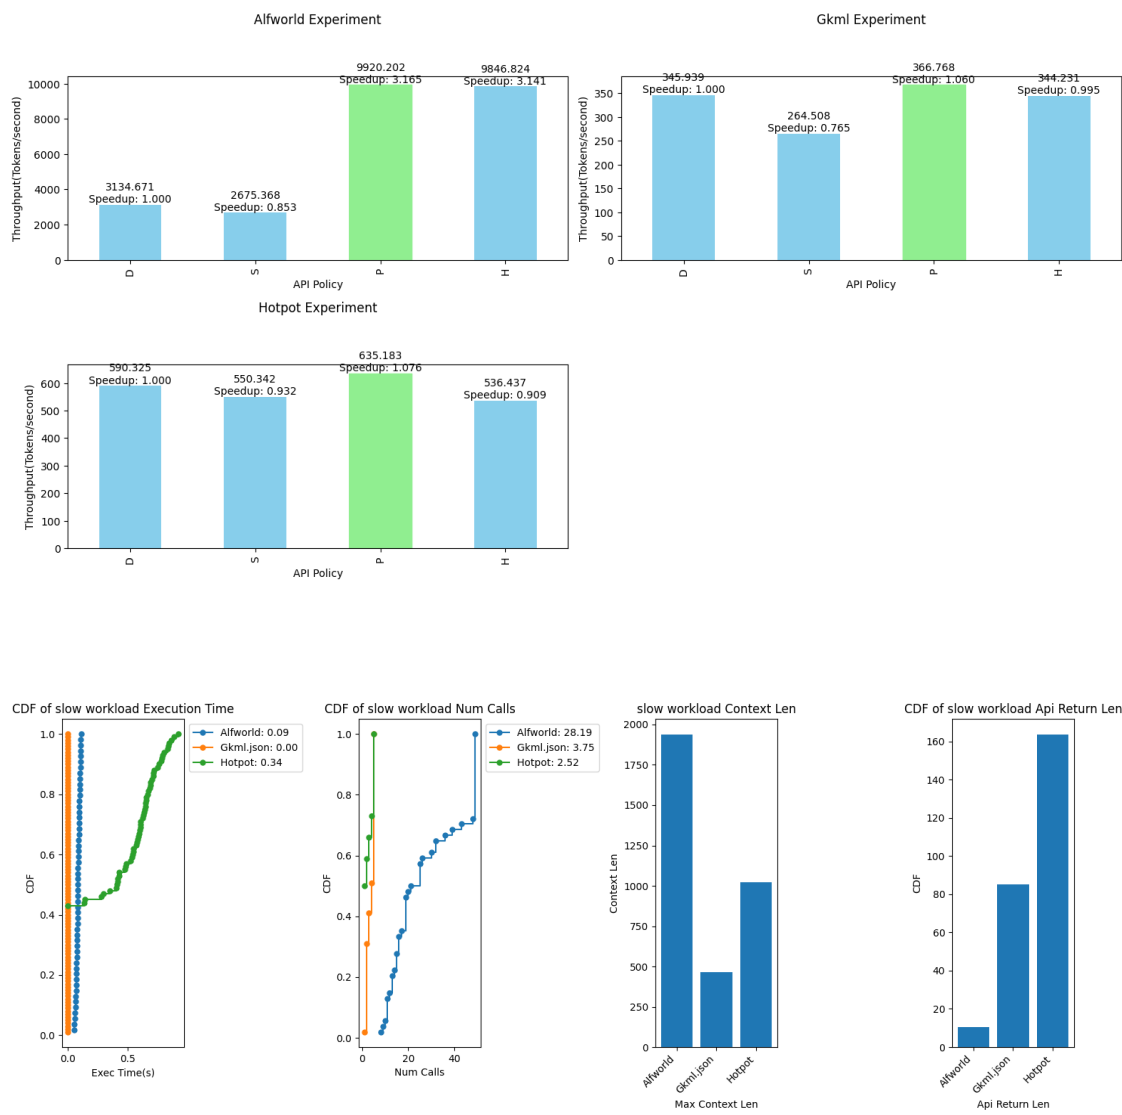 Alfworld Experiment
Throughput(Tokens/second)
10000
8000
6000
4000
2000
0
3134.671
Speedup: 1.000
2675.368
Speedup: 0.853
9920.202
Speedup: 3.165
9846.824
Speedup: 3.141
D
S
P
H
API Policy
Gkml Experiment
Throughput(Tokens/second)
350
300
250
200
150
100
50
0
345.939
Speedup: 1.000
264.508
Speedup: 0.765
366.768
Speedup: 1.060
344.231
Speedup: 0.995
D
S
P
H
API Policy
Hotpot Experiment
Throughput(Tokens/second)
600
500
400
300
200
100
0
590.325
Speedup: 1.000
550.342
Speedup: 0.932
635.183
Speedup: 1.076
536.437
Speedup: 0.909
D
S
P
H
API Policy
CDF of slow workload Execution Time
CDF
1.0
0.8
0.6
0.4
0.2
0.0
0.0
0.5
Exec Time(s)
Alfworld: 0.09
Gkml.json: 0.00
Hotpot: 0.34
CDF of slow workload Num Calls
CDF
1.0
0.8
0.6
0.4
0.2
0.0
0
20
40
Num Calls
Alfworld: 28.19
Gkml.json: 3.75
Hotpot: 2.52
slow workload Context Len
Context Len
2000
1750
1500
1250
1000
750
500
250
0
Alfworld
Gkml.json
Hotpot
Max Context Len
CDF of slow workload Api Return Len
CDF
160
140
120
100
80
60
40
20
0
Alfworld
Gkml.json
Hotpot
Api Return Len